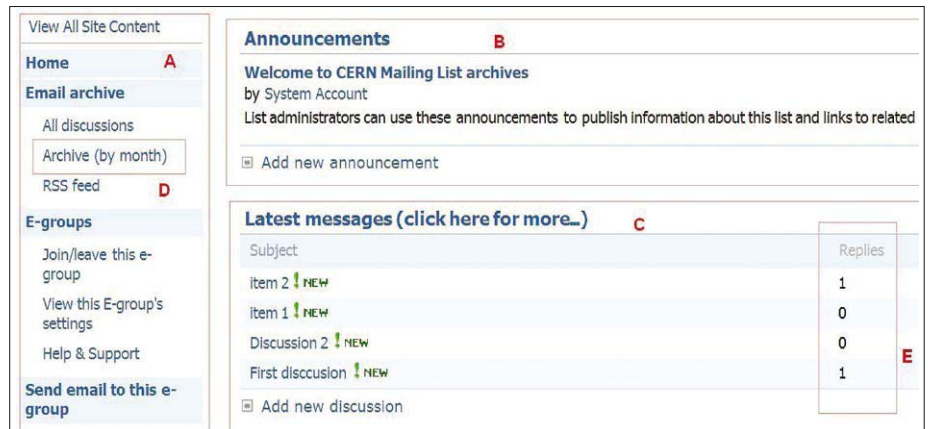 View All Site Content
Home A
Email archive
All discussions
Archive (by month)
RSS feed
D
E-groups
Join/leave this e-
group
View this E-group's
settings
Help & Support
Send email to this e-
group
Announcements B
Welcome to CERN Mailing List archives
by System Account
List administrators can use these announcements to publish information about this list and links to related
Add new announcement
Latest messages (click here for more...) C
Subject Replies
item 2 ! NEW 1
item 1 ! NEW 0
Discussion 2 ! NEW 0
E
First disccusion ! NEW 1
Add new discussion